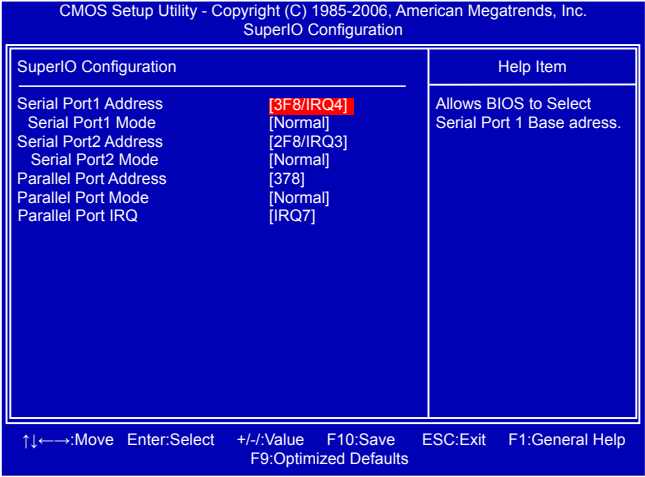 CMOS Setup Utility - Copyright (C) 1985-2006, American Megatrends, Inc.
SuperIO Configuration
SuperIO Configuration
Help Item
Serial Port1 Address [3F8/IRQ4]
Serial Port1 Mode [Normal]
Serial Port2 Address [2F8/IRQ3]
Serial Port2 Mode [Normal]
Parallel Port Address [378]
Parallel Port Mode [Normal]
Parallel Port IRQ [IRQ7]
Allows BIOS to Select
Serial Port 1 Base adress.
↑↓←→:Move Enter:Select +/-/:Value F10:Save ESC:Exit F1:General Help
F9:Optimized Defaults